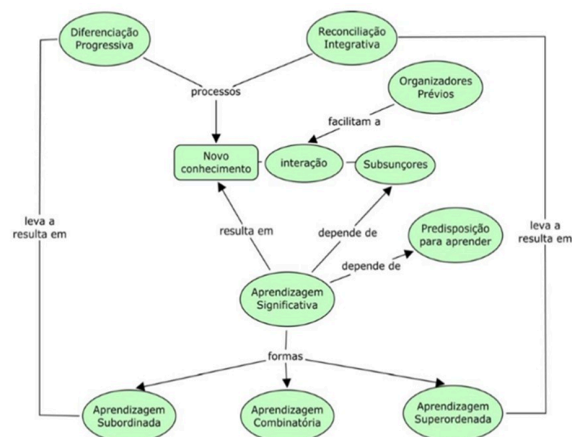 Diferenciação
Progressiva
Reconciliação
Integrativa
Organizadores
Prévios
processos
facilitam a
Novo
conhecimento
interação
Subsunçores
leva a
resulta em
resulta em
depende de
Predisposição
para aprender
leva a
resulta em
depende de
Aprendizagem
Significativa
formas
Aprendizagem
Subordinada
Aprendizagem
Combinatória
Aprendizagem
Superordenada